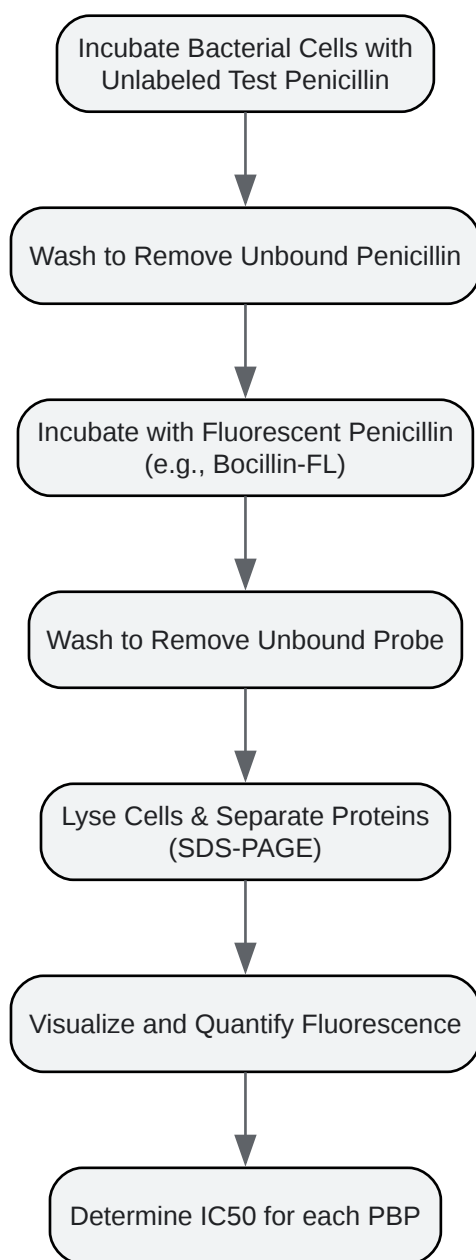 Incubate Bacterial Cells with
Unlabeled Test Penicillin
Wash to Remove Unbound Penicillin
Incubate with Fluorescent Penicillin
(e.g., Bocillin-FL)
Wash to Remove Unbound Probe
Lyse Cells & Separate Proteins
(SDS-PAGE)
Visualize and Quantify Fluorescence
Determine IC50 for each PBP